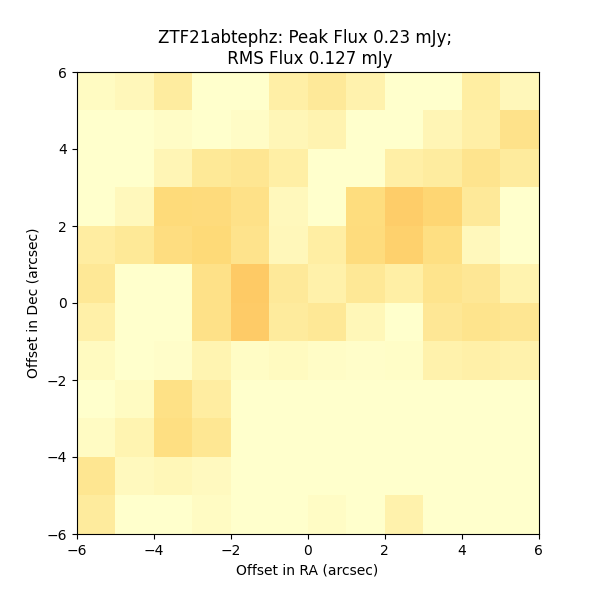 ZTF21abtephz: Peak Flux 0.23 mJy;
RMS Flux 0.127 mJy
6
4
2
0
−2
−4
−6
Offset in Dec (arcsec)
−6 −4 −2 0 2 4 6
Offset in RA (arcsec)